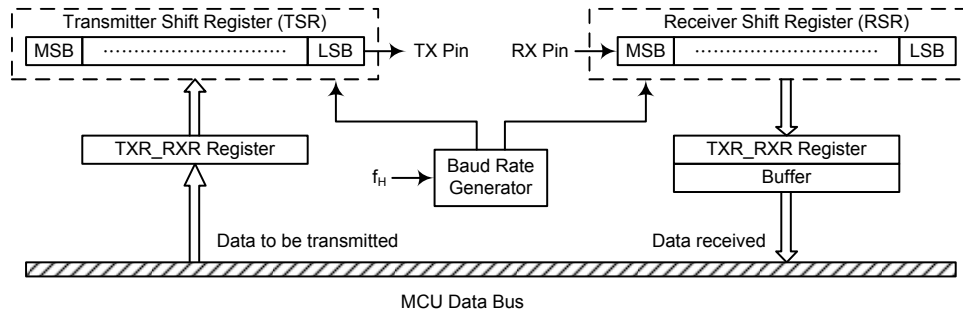 Transmitter Shift Register (TSR)
Receiver Shift Register (RSR)
MSB ........................... LSB
TX Pin
RX Pin
MSB ........................... LSB
TXR_RXR Register
Baud Rate
Generator
fH
TXR_RXR Register
Buffer
Data to be transmitted
Data received
MCU Data Bus